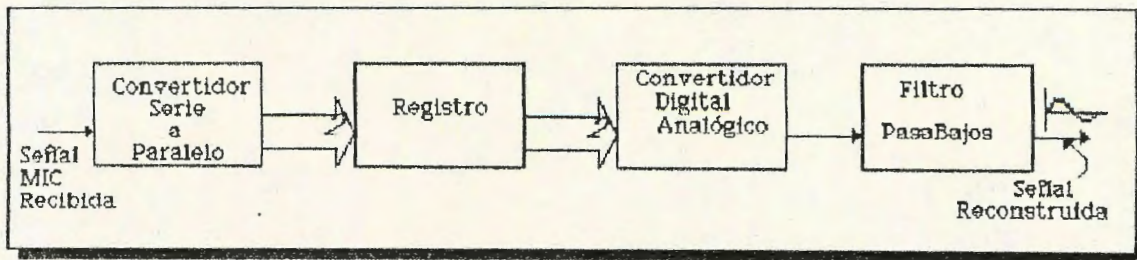 Convertidor
Serie
a
Paralelo
Registro
Convertidor
Digital
Analógico
Filtro
PasaBajos
Señal
MIC
Recibida
Señal
Reconstruida